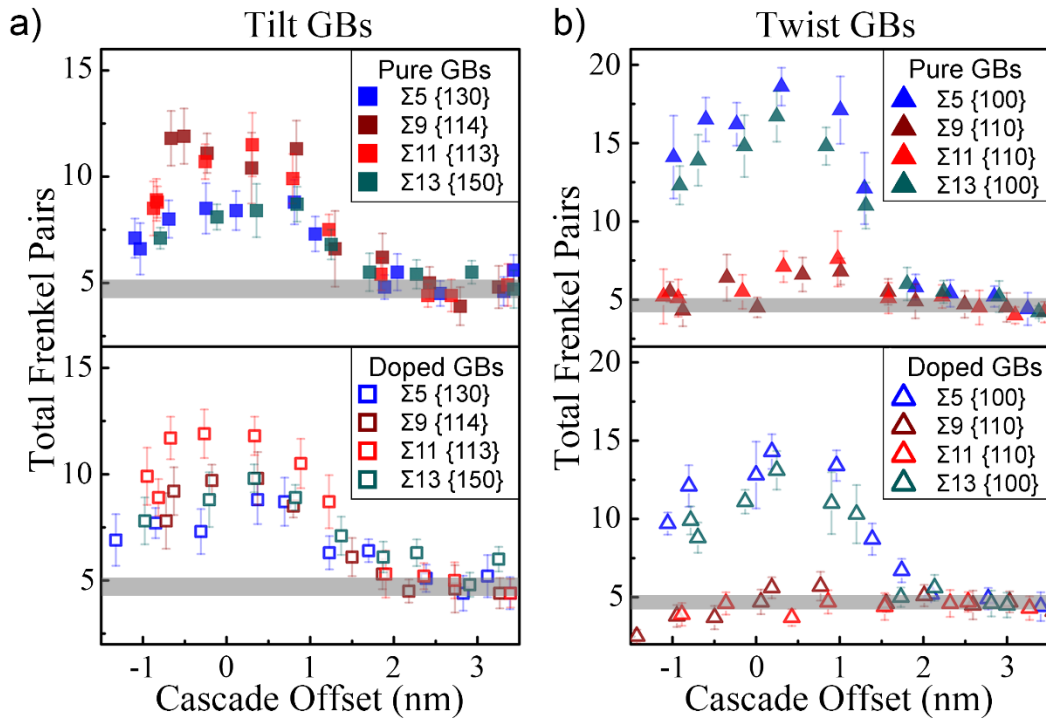 a)
Tilt GBs
Total Frenkel Pairs
15
10
5
Pure GBs
Σ5 {130}
Σ9 {114}
Σ11 {113}
Σ13 {150}
15
10
5
Doped GBs
Σ5 {130}
Σ9 {114}
Σ11 {113}
Σ13 {150}
-1 0 1 2 3
Cascade Offset (nm)
b)
Twist GBs
Total Frenkel Pairs
20
15
10
5
Pure GBs
Σ5 {100}
Σ9 {110}
Σ11 {110}
Σ13 {100}
20
15
10
5
Doped GBs
Σ5 {100}
Σ9 {110}
Σ11 {110}
Σ13 {100}
-1 0 1 2 3
Cascade Offset (nm)